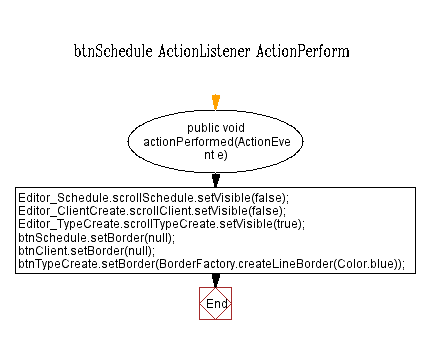 btnSchedule ActionListener ActionPerform
public void
actionPerformed(ActionEve
nt e)
Editor_Schedule.scrollSchedule.setVisible(false);
Editor_ClientCreate.scrollClient.setVisible(false);
Editor_TypeCreate.scrollTypeCreate.setVisible(true);
btnSchedule.setBorder(null);
btnClient.setBorder(null);
btnTypeCreate.setBorder(BorderFactory.createLineBorder(Color.blue));
End